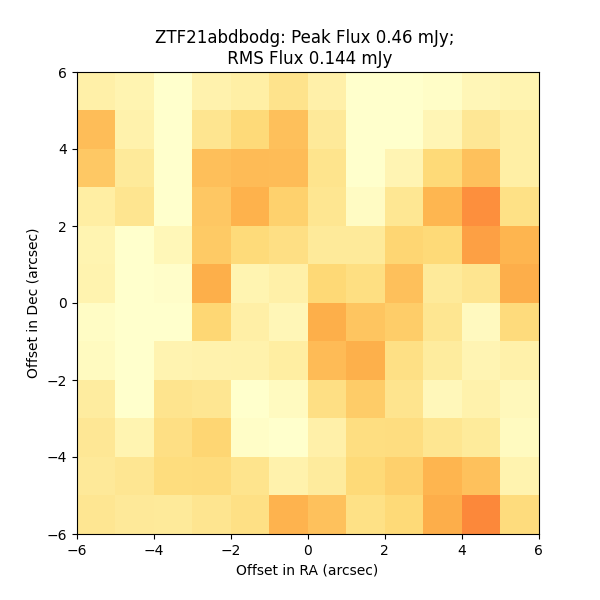 ZTF21abdbodg: Peak Flux 0.46 mJy;
RMS Flux 0.144 mJy
6
4
2
0
−2
−4
−6
Offset in Dec (arcsec)
−6 −4 −2 0 2 4 6
Offset in RA (arcsec)